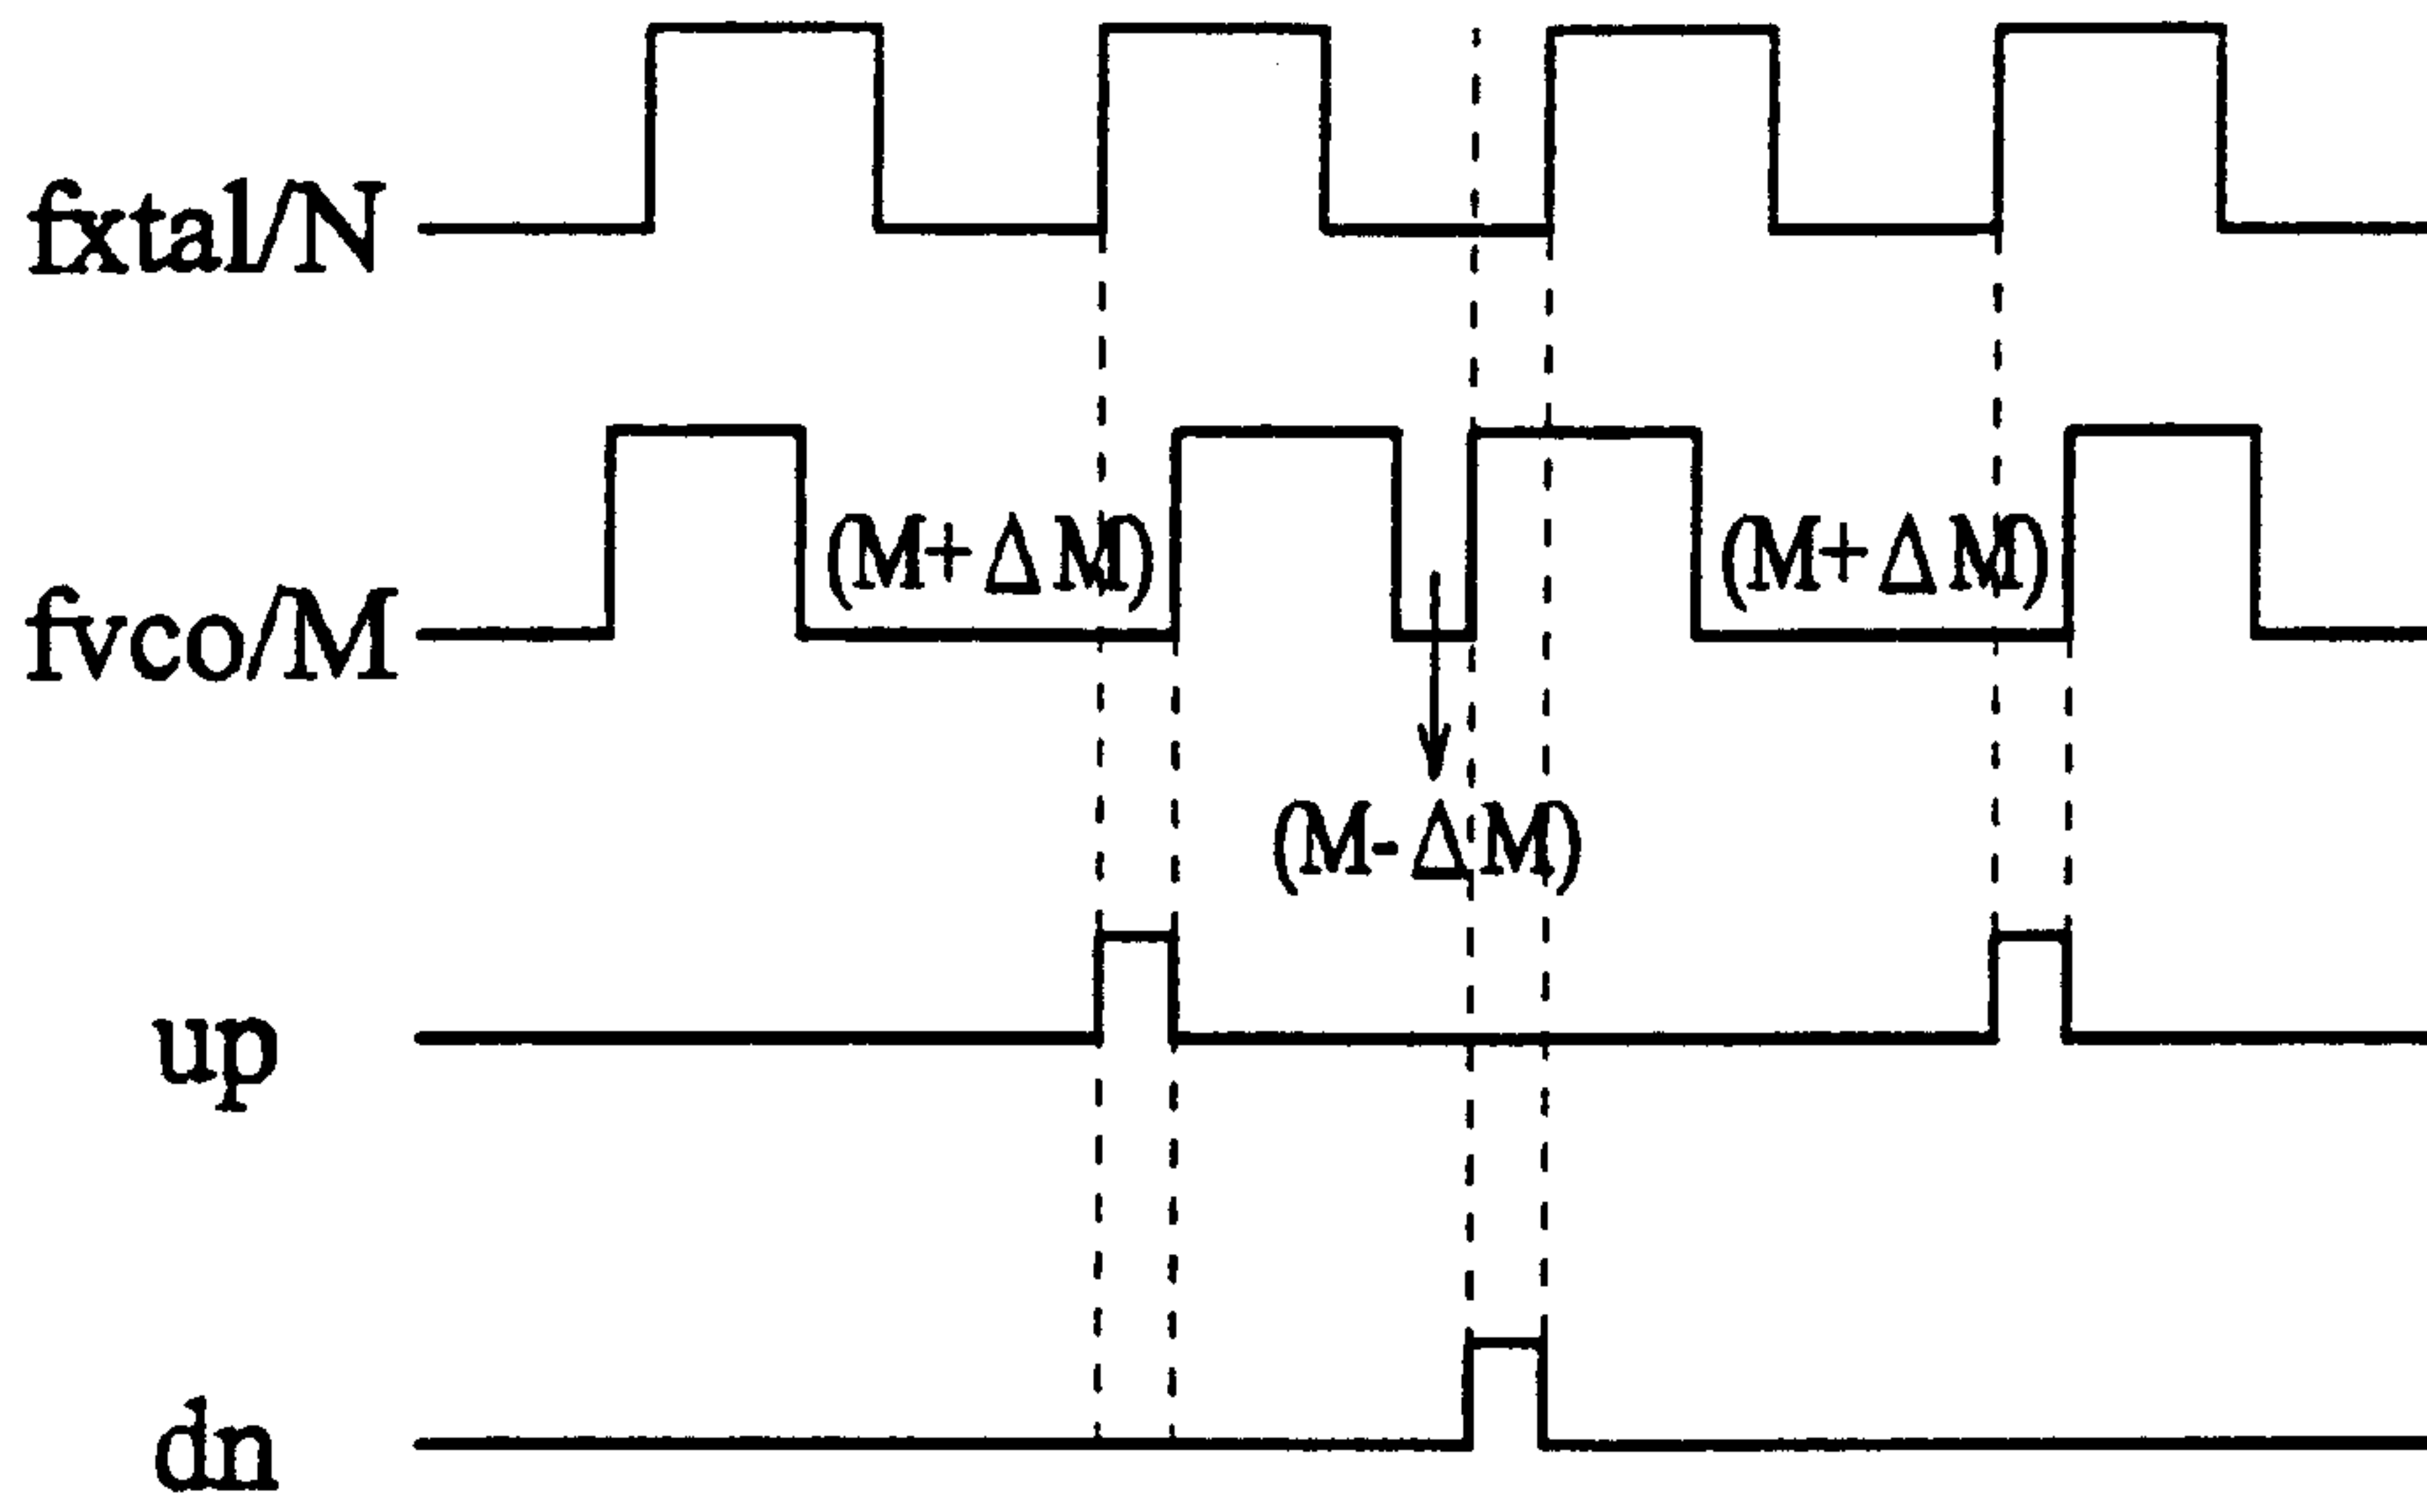 fxtal/N
(M+ΔM) (M+ΔM)
fvco/M
(M-ΔM)
up
dn